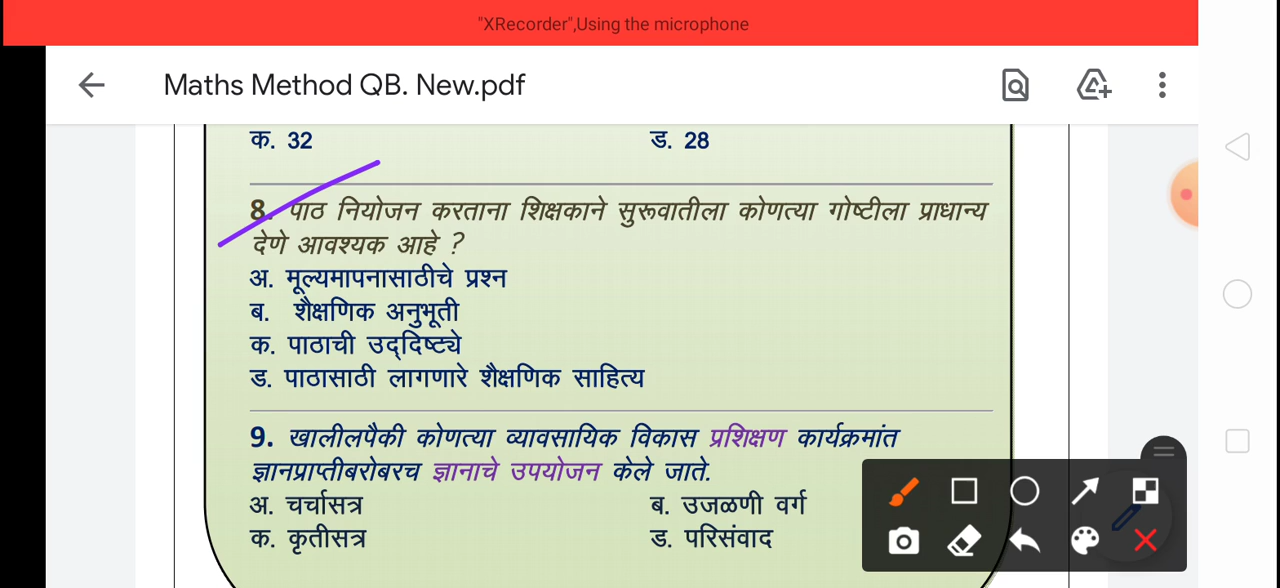 "XRecorder",Using the microphone
Maths Method QB. New.pdf
क. 32 ड. 28
8. पाठ नियोजन करताना शिक्षकाने सुरूवातीला कोणत्या गोष्टीला प्राधान्य
देणे आवश्यक आहे ?
अ. मूल्यमापनासाठीचे प्रश्न
ब. शैक्षणिक अनुभूती
क. पाठाची उद्दिष्ट्ये
ड. पाठासाठी लागणारे शैक्षणिक साहित्य
9. खालीलपैकी कोणत्या व्यावसायिक विकास प्रशिक्षण कार्यक्रमांत
ज्ञानप्राप्तीबरोबरच ज्ञानाचे उपयोजन केले जाते.
अ. चर्चासत्र ब. उजळणी वर्ग
क. कृतीसत्र ड. परिसंवाद